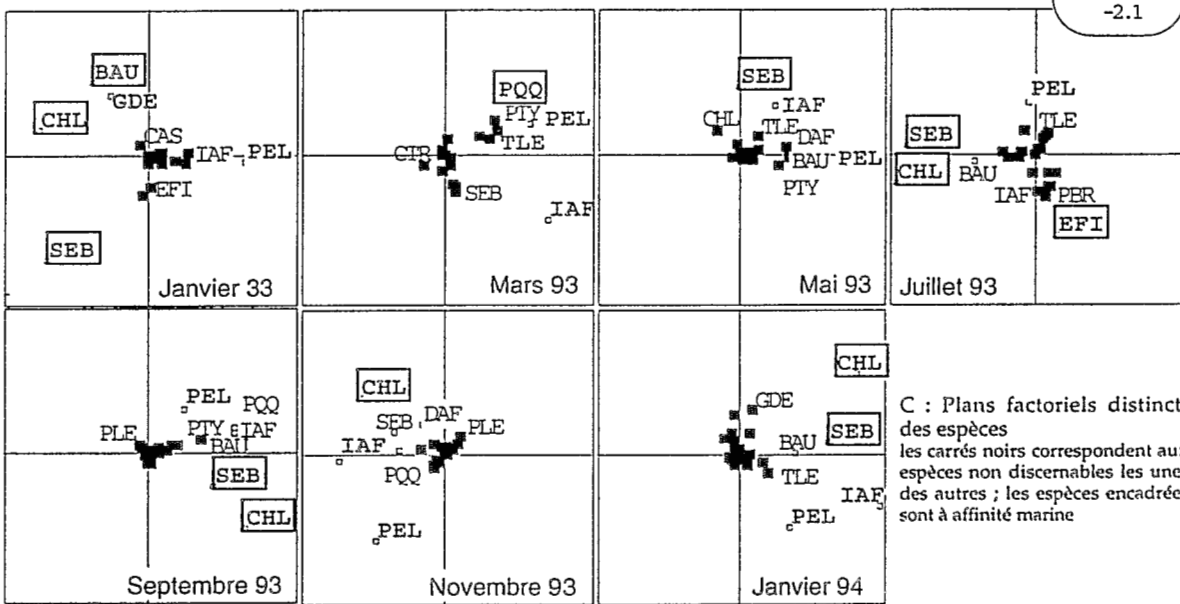 -2.1
BAU
GDE
CHL
CAS
IAF PEL
EFI
SEB
Janvier 33
PQQ
PTY PEL
TLE
CTR
SEB
IAF
Mars 93
SEB
IAF
CHL TLE DAF
BAU PEL
PTY
Mai 93
PEL
SEB TLE
CHL BAU
IAF PBR
EFI
Juillet 93
PEL PQQ
PLE PTY IAF
BAU
SEB
CHL
Septembre 93
CHL
SEB DAF PLE
IAF
PQQ
PEL
Novembre 93
CHL
GDE
SEB
BAU
TLE
IAF
PEL
Janvier 94
C : Plans factoriels distinct
des espèces
les carrés noirs correspondent aux
espèces non discernables les une
des autres ; les espèces encadrée
sont à affinité marine